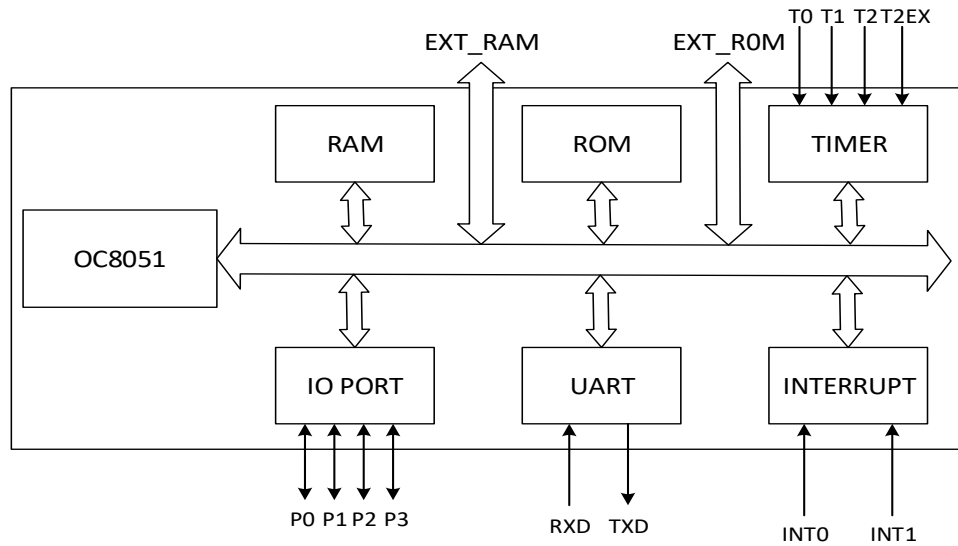 T0 T1 T2 T2EX
EXT_RAM
EXT_R0M
RAM
ROM
TIMER
OC8051
IO PORT
UART
INTERRUPT
P0 P1 P2 P3
RXD
TXD
INT0
INT1